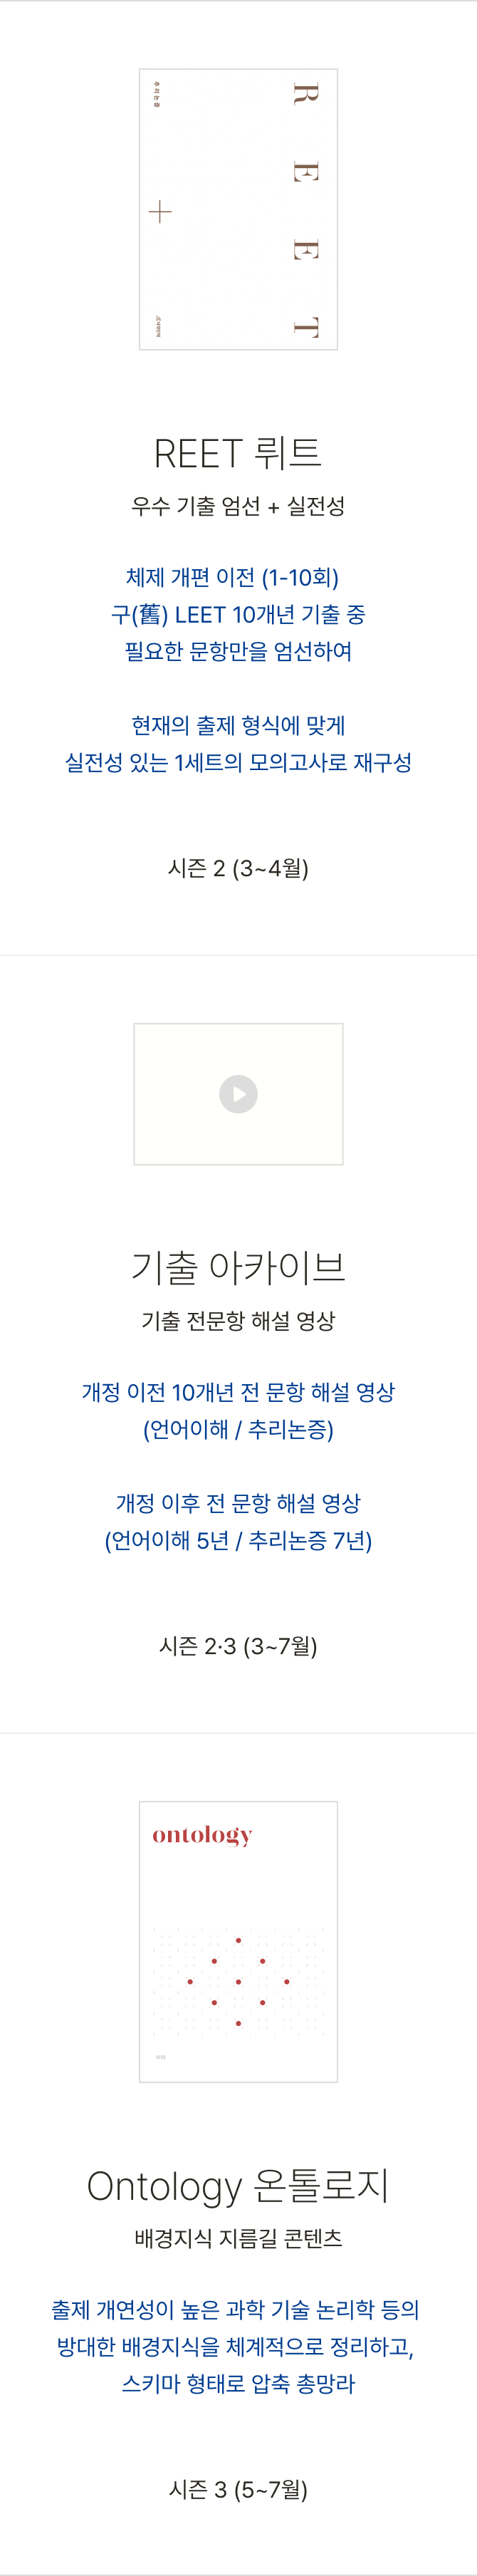 추리논증
R E E T
REET 뤼트
우수 기출 엄선 + 실전성
체제 개편 이전 (1-10회)
구(舊) LEET 10개년 기출 중
필요한 문항만을 엄선하여
현재의 출제 형식에 맞게
실전성 있는 1세트의 모의고사로 재구성
시즌 2 (3~4월)
기출 아카이브
기출 전문항 해설 영상
개정 이전 10개년 전 문항 해설 영상
(언어이해 / 추리논증)
개정 이후 전 문항 해설 영상
(언어이해 5년 / 추리논증 7년)
시즌 2·3 (3~7월)
ontology
Ontology 온톨로지
배경지식 지름길 콘텐츠
출제 개연성이 높은 과학 기술 논리학 등의
방대한 배경지식을 체계적으로 정리하고,
스키마 형태로 압축 총망라
시즌 3 (5~7월)